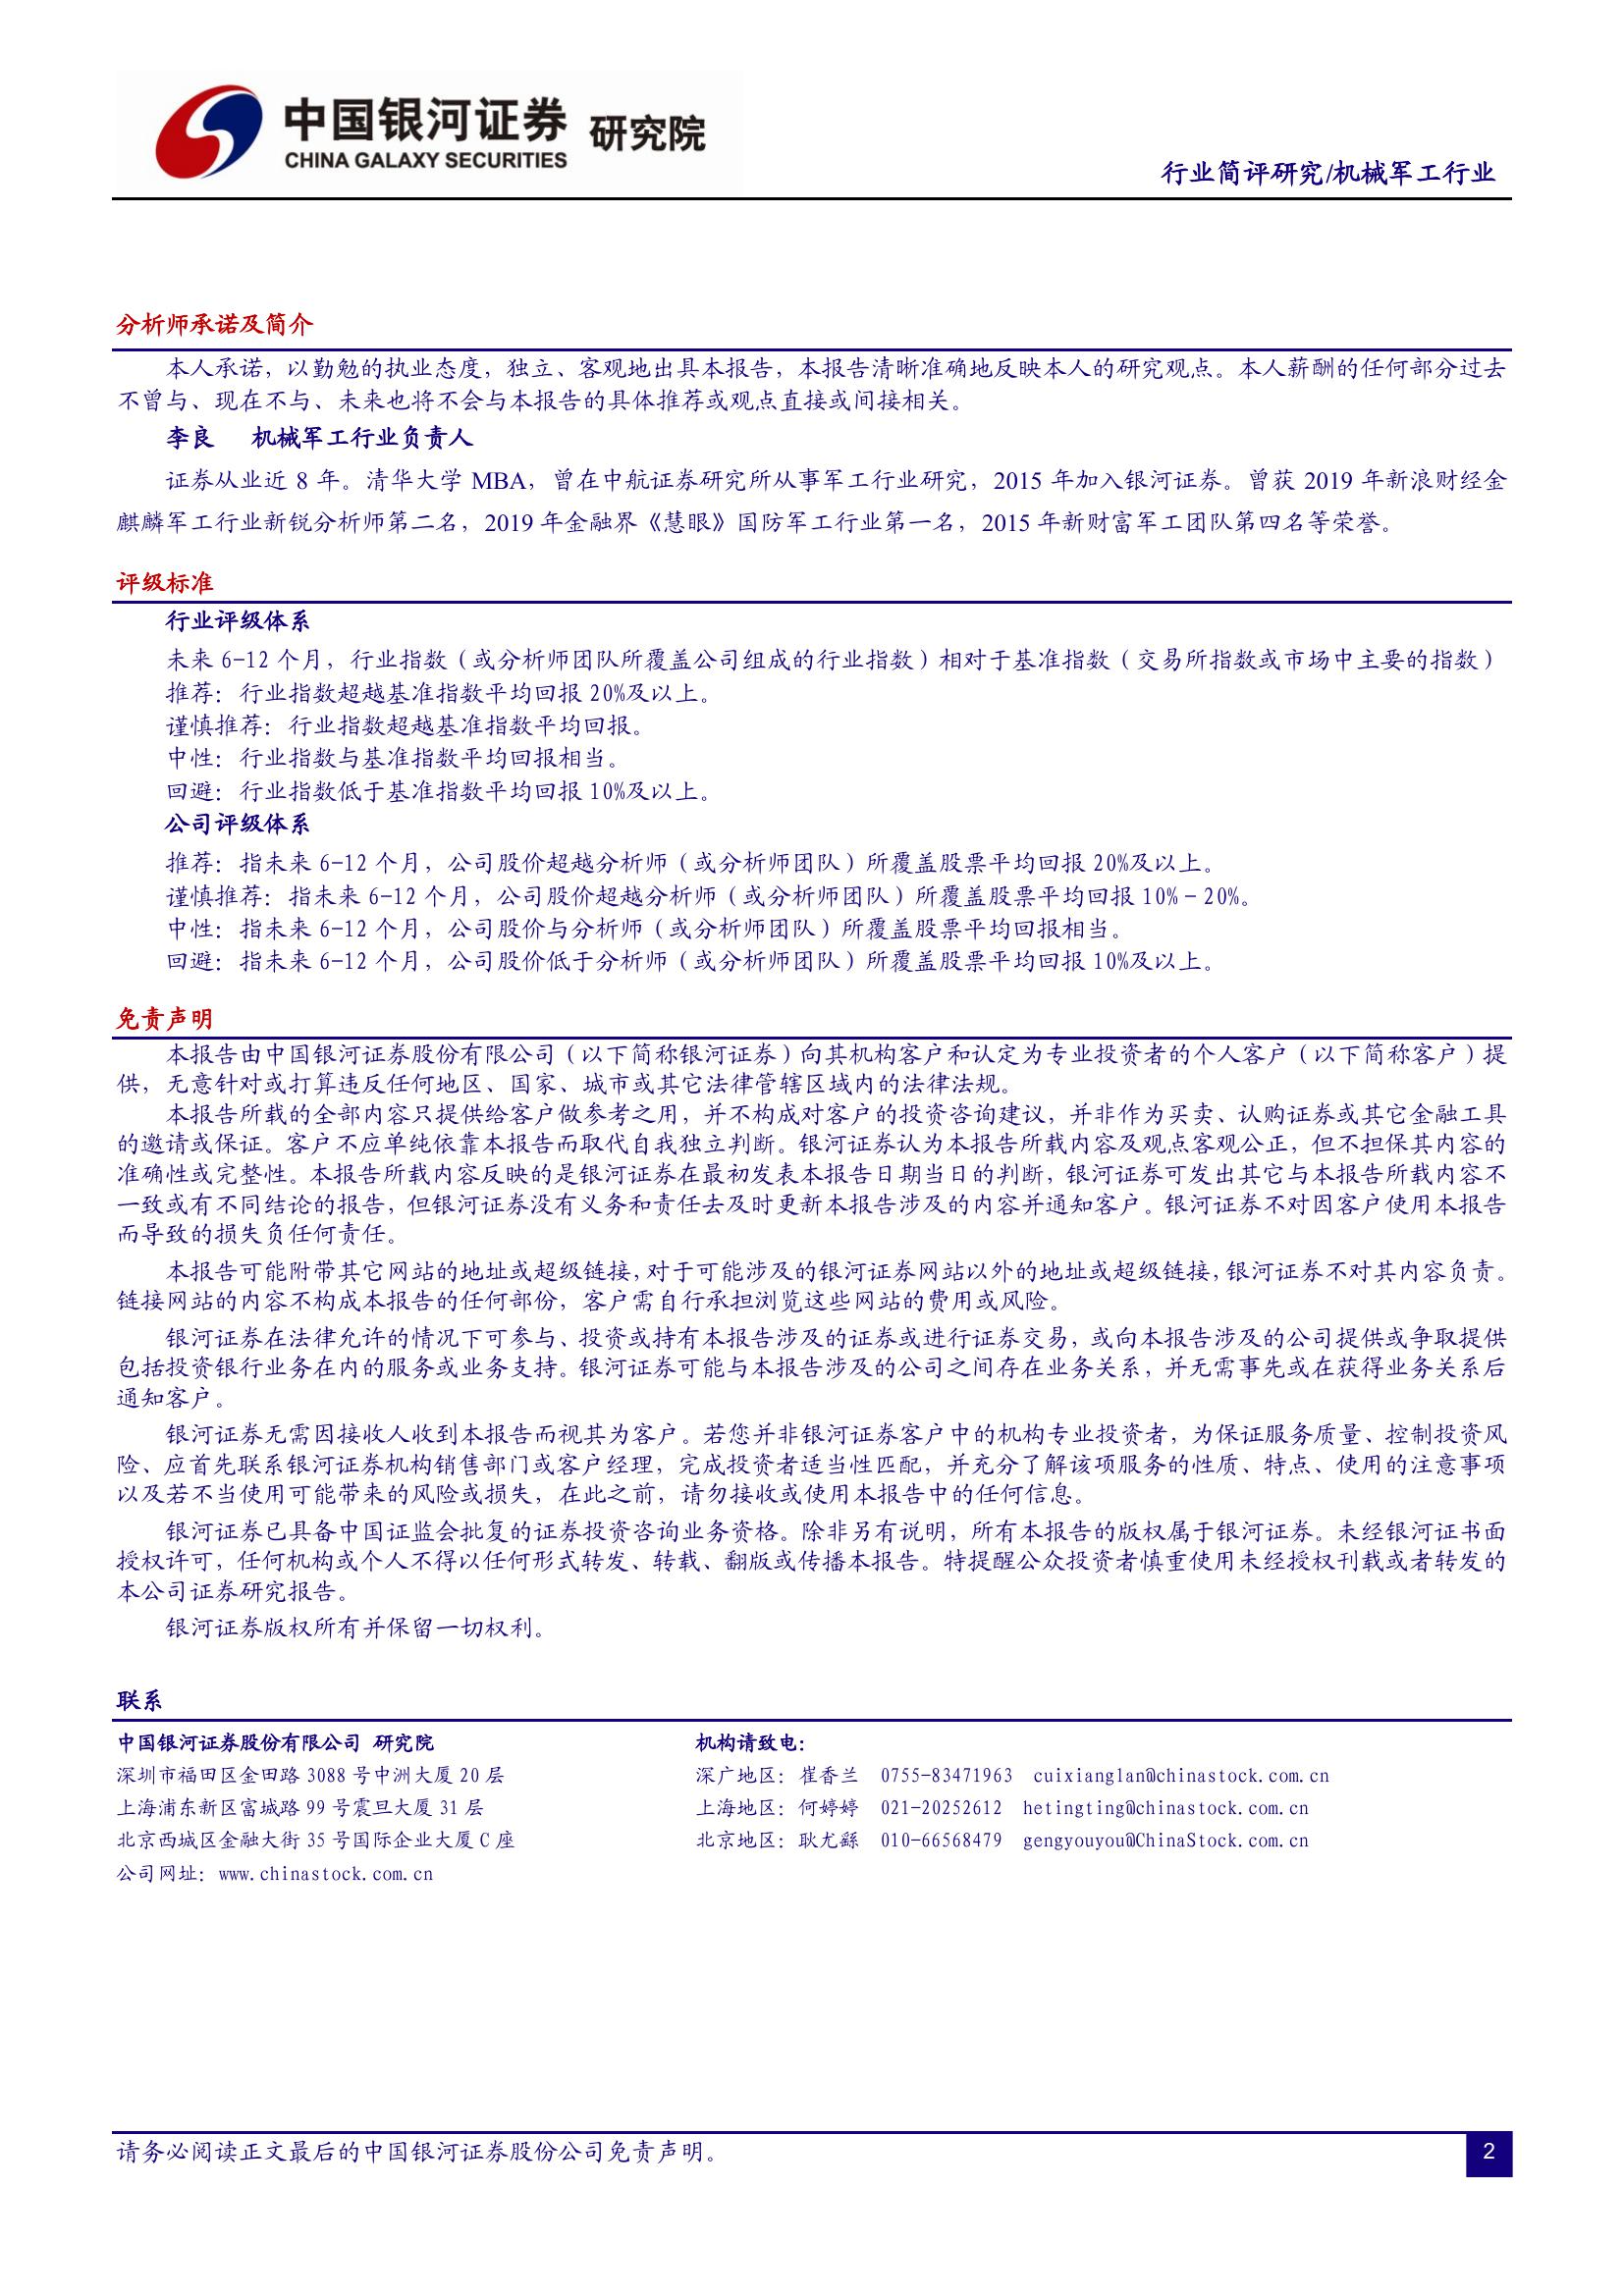 中国银河证券 研究院
CHINA GALAXY SECURITIES
行业简评研究/机械军工行业
分析师承诺及简介
本人承诺，以勤勉的执业态度，独立、客观地出具本报告，本报告清晰准确地反映本人的研究观点。本人薪酬的任何部分过去
不曾与、现在不与、未来也将不会与本报告的具体推荐或观点直接或间接相关。
李良 机械军工行业负责人
证券从业近 8 年。清华大学 MBA，曾在中航证券研究所从事军工行业研究，2015 年加入银河证券。曾获 2019 年新浪财经金
麒麟军工行业新锐分析师第二名，2019 年金融界《慧眼》国防军工行业第一名，2015 年新财富军工团队第四名等荣誉。
评级标准
行业评级体系
未来 6-12 个月，行业指数（或分析师团队所覆盖公司组成的行业指数）相对于基准指数（交易所指数或市场中主要的指数）
推荐：行业指数超越基准指数平均回报 20%及以上。
谨慎推荐：行业指数超越基准指数平均回报。
中性：行业指数与基准指数平均回报相当。
回避：行业指数低于基准指数平均回报 10%及以上。
公司评级体系
推荐：指未来 6-12 个月，公司股价超越分析师（或分析师团队）所覆盖股票平均回报 20%及以上。
谨慎推荐：指未来 6-12 个月，公司股价超越分析师（或分析师团队）所覆盖股票平均回报 10%－20%。
中性：指未来 6-12 个月，公司股价与分析师（或分析师团队）所覆盖股票平均回报相当。
回避：指未来 6-12 个月，公司股价低于分析师（或分析师团队）所覆盖股票平均回报 10%及以上。
免责声明
本报告由中国银河证券股份有限公司（以下简称银河证券）向其机构客户和认定为专业投资者的个人客户（以下简称客户）提
供，无意针对或打算违反任何地区、国家、城市或其它法律管辖区域内的法律法规。
本报告所载的全部内容只提供给客户做参考之用，并不构成对客户的投资咨询建议，并非作为买卖、认购证券或其它金融工具
的邀请或保证。客户不应单纯依靠本报告而取代自我独立判断。银河证券认为本报告所载内容及观点客观公正，但不担保其内容的
准确性或完整性。本报告所载内容反映的是银河证券在最初发表本报告日期当日的判断，银河证券可发出其它与本报告所载内容不
一致或有不同结论的报告，但银河证券没有义务和责任去及时更新本报告涉及的内容并通知客户。银河证券不对因客户使用本报告
而导致的损失负任何责任。
本报告可能附带其它网站的地址或超级链接，对于可能涉及的银河证券网站以外的地址或超级链接，银河证券不对其内容负责。
链接网站的内容不构成本报告的任何部份，客户需自行承担浏览这些网站的费用或风险。
银河证券在法律允许的情况下可参与、投资或持有本报告涉及的证券或进行证券交易，或向本报告涉及的公司提供或争取提供
包括投资银行业务在内的服务或业务支持。银河证券可能与本报告涉及的公司之间存在业务关系，并无需事先或在获得业务关系后
通知客户。
银河证券无需因接收人收到本报告而视其为客户。若您并非银河证券客户中的机构专业投资者，为保证服务质量、控制投资风
险、应首先联系银河证券机构销售部门或客户经理，完成投资者适当性匹配，并充分了解该项服务的性质、特点、使用的注意事项
以及若不当使用可能带来的风险或损失，在此之前，请勿接收或使用本报告中的任何信息。
银河证券已具备中国证监会批复的证券投资咨询业务资格。除非另有说明，所有本报告的版权属于银河证券。未经银河证书面
授权许可，任何机构或个人不得以任何形式转发、转载、翻版或传播本报告。特提醒公众投资者慎重使用未经授权刊载或者转发的
本公司证券研究报告。
银河证券版权所有并保留一切权利。
联系
中国银河证券股份有限公司 研究院 机构请致电：
深圳市福田区金田路 3088 号中洲大厦 20 层 深广地区：崔香兰 0755-83471963 cuixianglan@chinastock.com.cn
上海浦东新区富城路 99 号震旦大厦 31 层 上海地区：何婷婷 021-20252612 hetingting@chinastock.com.cn
北京西城区金融大街 35 号国际企业大厦 C 座 北京地区：耿尤繇 010-66568479 gengyouyou@ChinaStock.com.cn
公司网址：www.chinastock.com.cn
请务必阅读正文最后的中国银河证券股份公司免责声明。 2